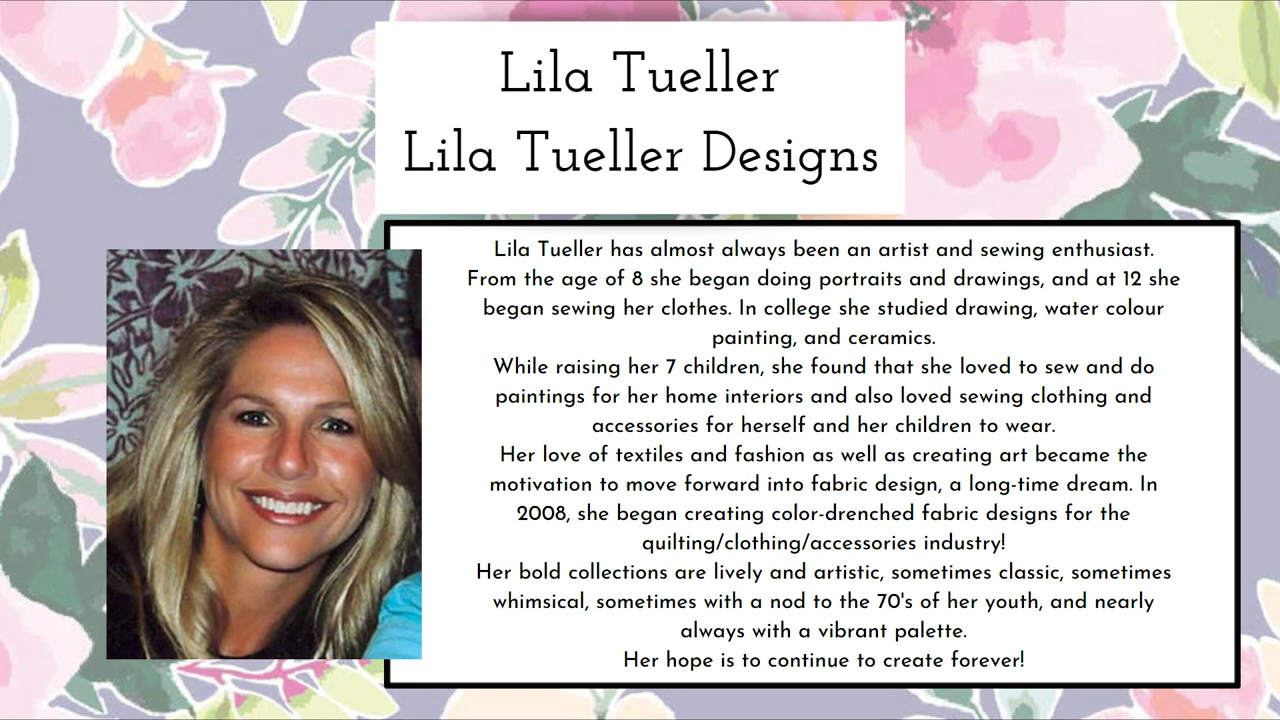 Lila Tueller
Lila Tueller Designs
Lila Tueller has almost always been an artist and sewing enthusiast.
From the age of 8 she began doing portraits and drawings, and at 12 she
began sewing her clothes. In college she studied drawing, water colour
painting, and ceramics.
While raising her 7 children, she found that she loved to sew and do
paintings for her home interiors and also loved sewing clothing and
accessories for herself and her children to wear.
Her love of textiles and fashion as well as creating art became the
motivation to move forward into fabric design, a long-time dream. In
2008, she began creating color-drenched fabric designs for the
quilting/clothing/accessories industry!
Her bold collections are lively and artistic, sometimes classic, sometimes
whimsical, sometimes with a nod to the 70's of her youth, and nearly
always with a vibrant palette.
Her hope is to continue to create forever!